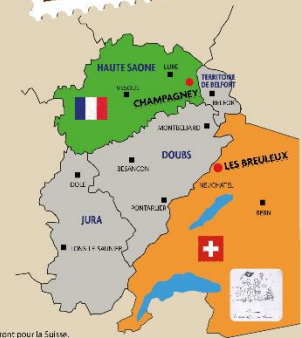 HAUTE SAONE
LURE
VESOUL
CHAMPAGNEY
TERRITOIRE
DE BELFORT
BELFORT
MONTBELIARD
DOUBS
BESANCON
LES BREULEUX
DOLE
NEUCHATEL
PONTARLIER
BERN
JURA
LONS LE SAUNIER
ront pour la Suisse.